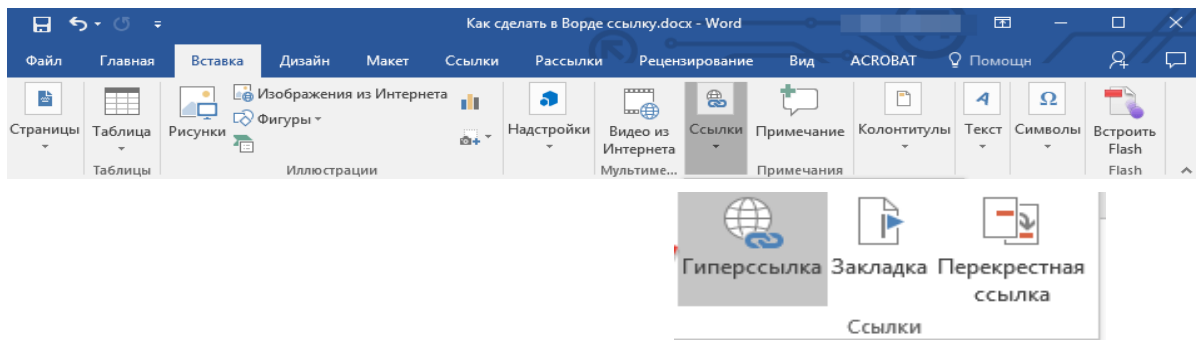 Как сделать в Ворде ссылку.docx - Word
Файл Главная Вставка Дизайн Макет Ссылки Рассылки Рецензирование Вид ACROBAT Помощн
Страницы Таблица Рисунки Изображения из Интернета Фигуры Надстройки Видео из Интернета Ссылки Примечание Колонтитулы Текст Символы Встроить Flash
Таблицы Иллюстрации Мультиме... Примечания Flash
Гиперссылка Закладка Перекрестная
ссылка
Ссылки